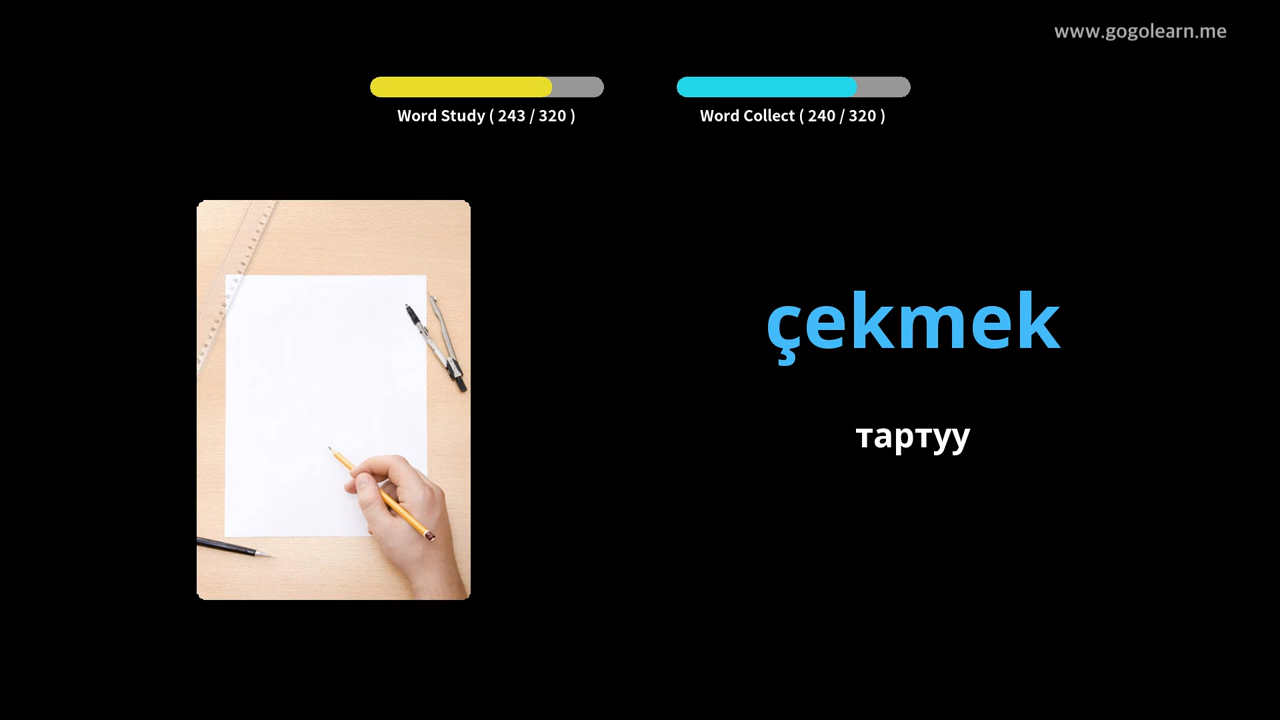 www.gogolearn.me
Word Study ( 243 / 320 )
Word Collect ( 240 / 320 )
çekmek
тартуу